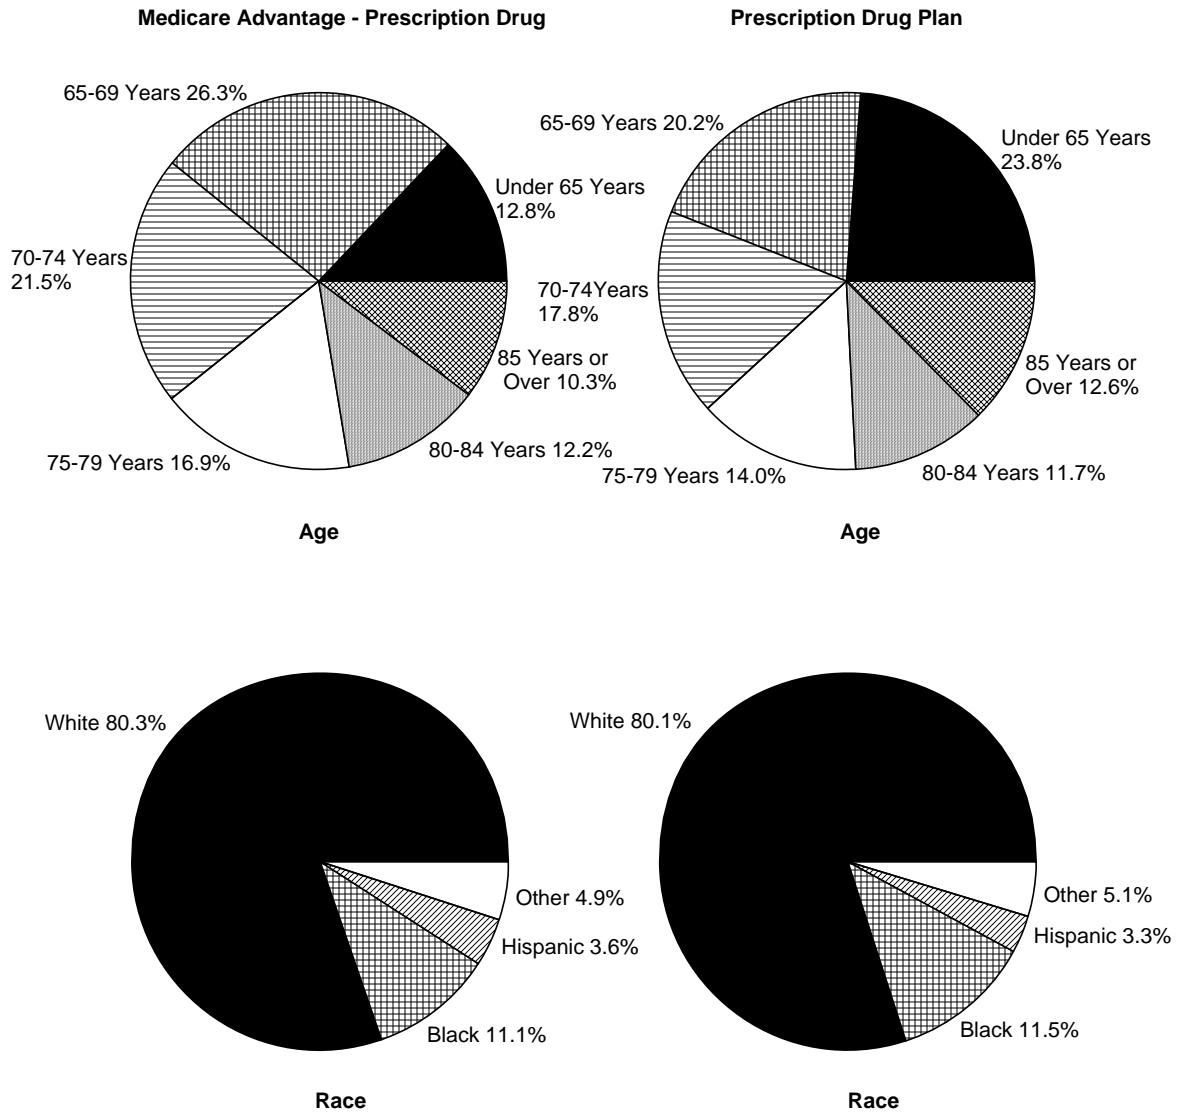 Medicare Advantage - Prescription Drug
65-69 Years 26.3%
Under 65 Years
12.8%
70-74 Years
21.5%
85 Years or
Over 10.3%
80-84 Years 12.2%
75-79 Years 16.9%
Age
Prescription Drug Plan
65-69 Years 20.2%
Under 65 Years
23.8%
70-74Years
17.8%
85 Years or
Over 12.6%
80-84 Years 11.7%
75-79 Years 14.0%
Age
White 80.3%
Other 4.9%
Hispanic 3.6%
Black 11.1%
Race
White 80.1%
Other 5.1%
Hispanic 3.3%
Black 11.5%
Race